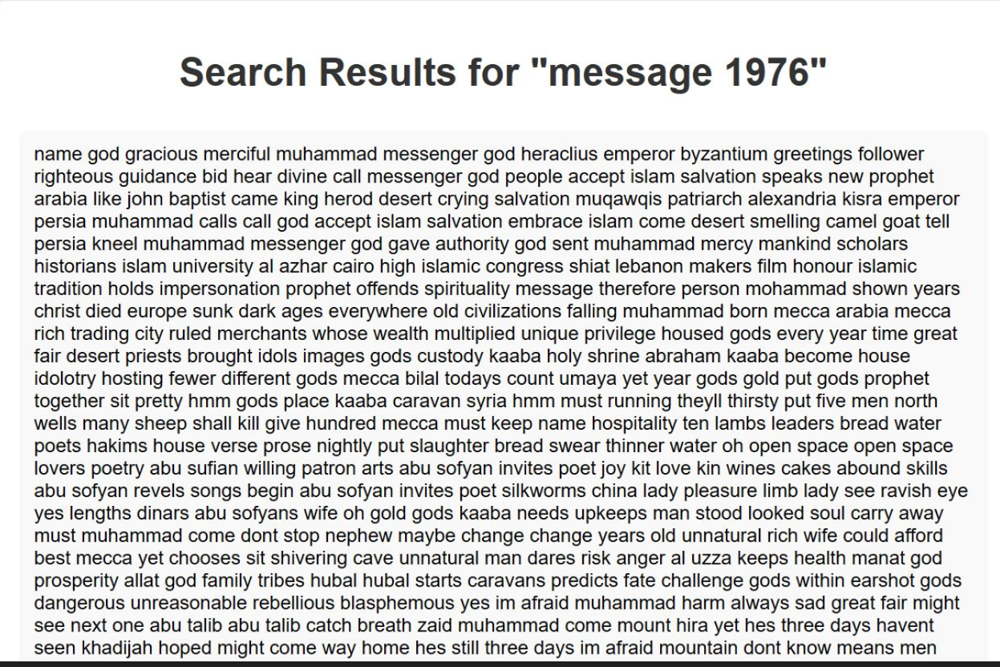 Search Results for "message 1976"
name god gracious merciful muhammad messenger god heraclius emperor byzantium greetings follower
righteous guidance bid hear divine call messenger god people accept islam salvation speaks new prophet
arabia like john baptist came king herod desert crying salvation muqawqis patriarch alexandria kisra emperor
persia muhammad calls call god accept islam salvation embrace islam come desert smelling camel goat tell
persia kneel muhammad messenger god gave authority god sent muhammad mercy mankind scholars
historians islam university al azhar cairo high islamic congress shiat lebanon makers film honour islamic
tradition holds impersonation prophet offends spirituality message therefore person mohammad shown years
christ died europe sunk dark ages everywhere old civilizations falling muhammad born mecca arabia mecca
rich trading city ruled merchants whose wealth multiplied unique privilege housed gods every year time great
fair desert priests brought idols images gods custody kaaba holy shrine abraham kaaba become house
idolotry hosting fewer different gods mecca bilal todays count umaya yet year gods gold put gods prophet
together sit pretty hmm gods place kaaba caravan syria hmm must running theyll thirsty put five men north
wells many sheep shall kill give hundred mecca must keep name hospitality ten lambs leaders bread water
poets hakims house verse prose nightly put slaughter bread swear thinner water oh open space open space
lovers poetry abu sufian willing patron arts abu sofyan invites poet joy kit love kin wines cakes abound skills
abu sofyan revels songs begin abu sofyan invites poet silkworms china lady pleasure limb lady see ravish eye
yes lengths dinars abu sofyans wife oh gold gods kaaba needs upkeeps man stood looked soul carry away
must muhammad come dont stop nephew maybe change change years old unnatural rich wife could afford
best mecca yet chooses sit shivering cave unnatural man dares risk anger al uzza keeps health manat god
prosperity allat god family tribes hubal hubal starts caravans predicts fate challenge gods within earshot gods
dangerous unreasonable rebellious blasphemous yes im afraid muhammad harm always sad great fair might
see next one abu talib abu talib catch breath zaid muhammad come mount hira yet hes three days havent
seen khadijah hoped might come way home hes still three days im afraid mountain dont know means men